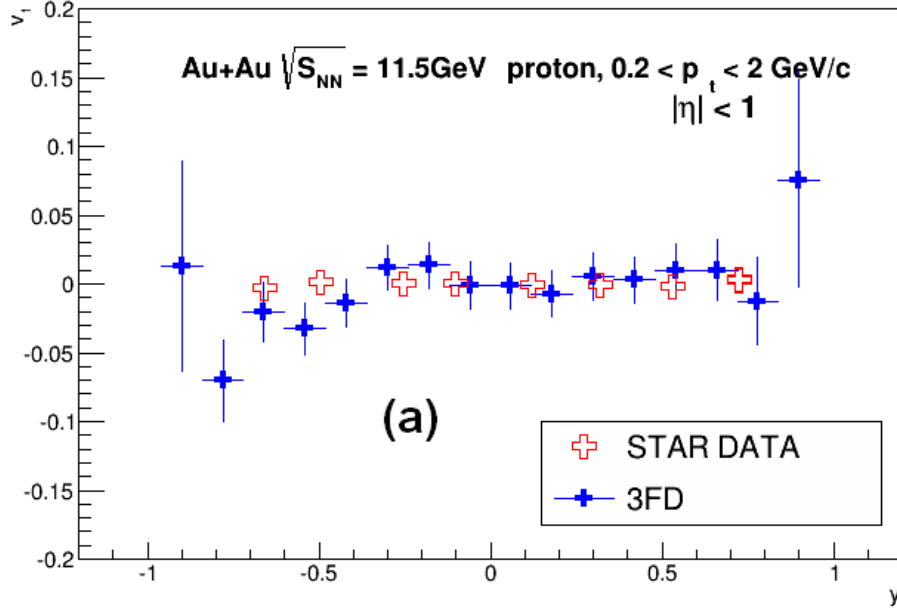 v₁
0.2
0.15
0.1
0.05
0
-0.05
-0.1
-0.15
-0.2
Au+Au √S_NN = 11.5GeV proton, 0.2 < p_t < 2 GeV/c
|η| < 1
(a)
STAR DATA
3FD
-1 -0.5 0 0.5 1
y